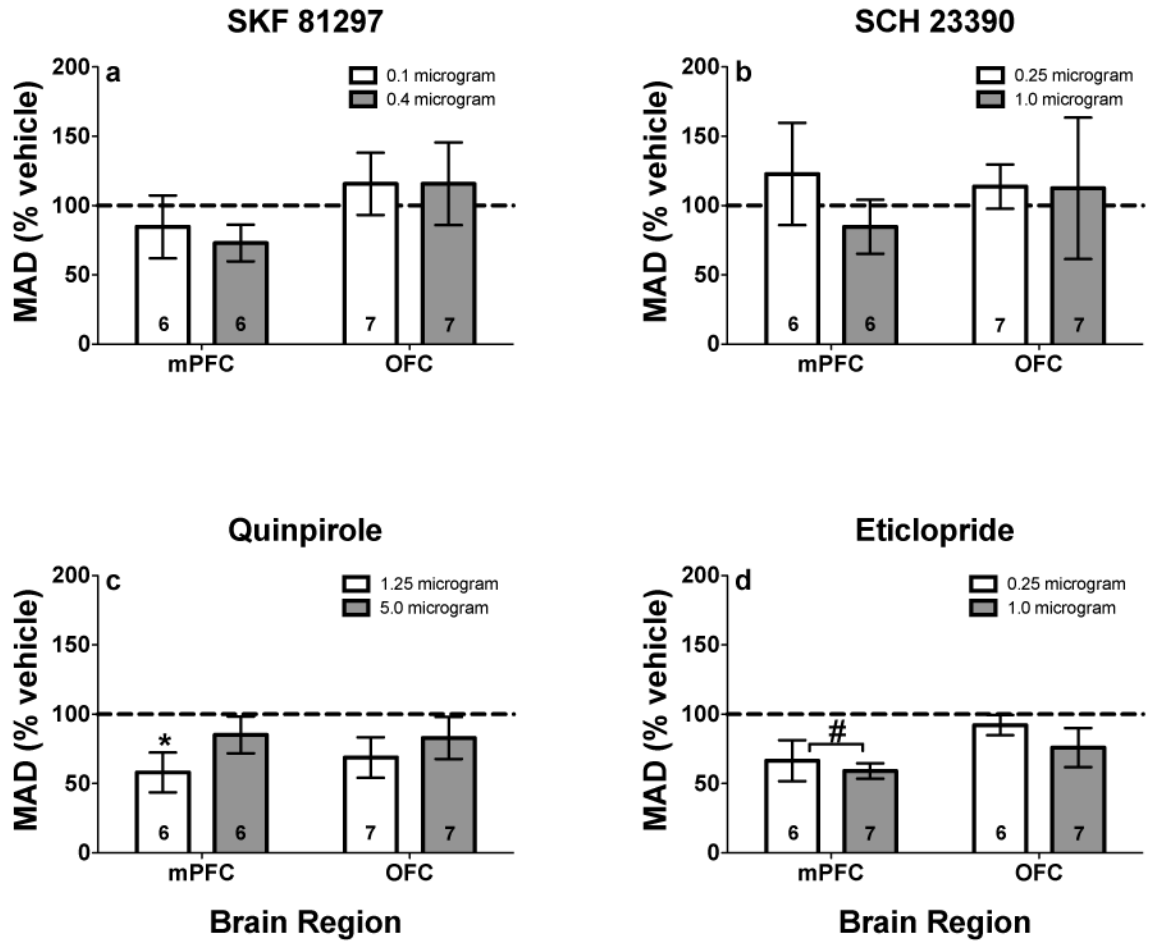 SKF 81297
a
0.1 microgram
0.4 microgram
MAD (% vehicle)
200
150
100
50
0
6
6
7
7
mPFC
OFC
SCH 23390
b
0.25 microgram
1.0 microgram
MAD (% vehicle)
200
150
100
50
0
6
6
7
7
mPFC
OFC
Quinpirole
c
1.25 microgram
5.0 microgram
MAD (% vehicle)
200
150
100
50
0
*
6
6
7
7
mPFC
OFC
Brain Region
Eticlopride
d
0.25 microgram
1.0 microgram
MAD (% vehicle)
200
150
100
50
0
#
6
7
6
7
mPFC
OFC
Brain Region